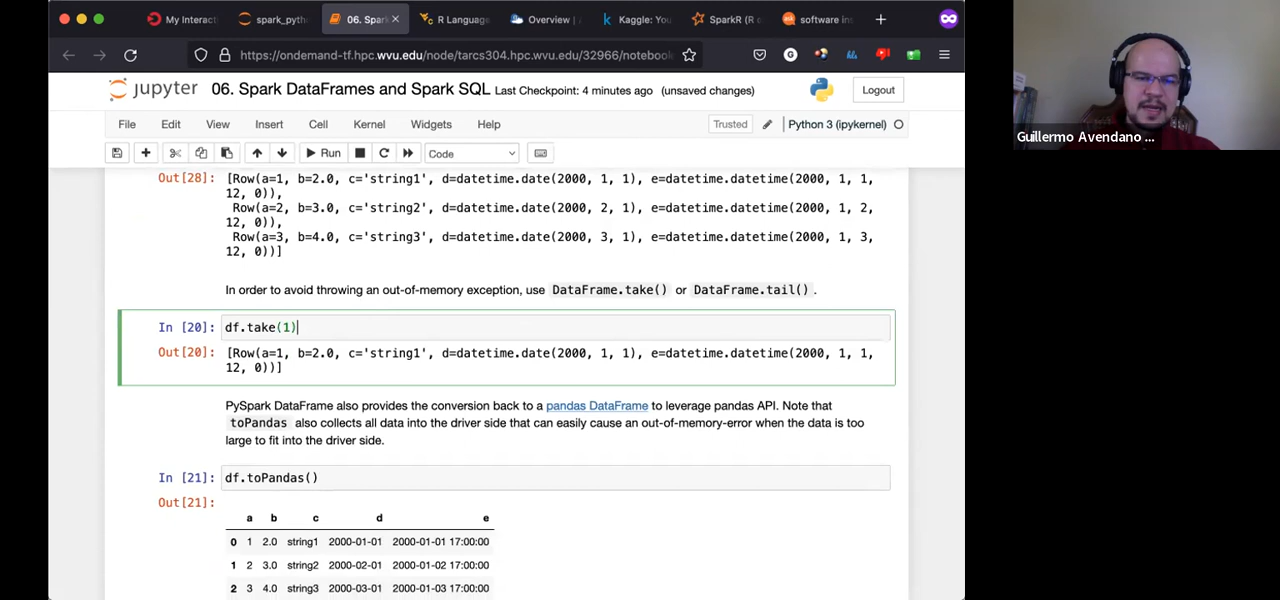 My Interac
spark_pyth
06. Spark
R Languag
Overview |
Kaggle: You
SparkR (R o
software in
https://ondemand-tf.hpc.wvu.edu/node/tarcs304.hpc.wvu.edu/32966/notebook
jupyter 06. Spark DataFrames and Spark SQL Last Checkpoint: 4 minutes ago (unsaved changes) Logout
File Edit View Insert Cell Kernel Widgets Help Trusted Python 3 (ipykernel)
Run Code
Out[28]: [Row(a=1, b=2.0, c='string1', d=datetime.date(2000, 1, 1), e=datetime.datetime(2000, 1, 1,
12, 0)),
Row(a=2, b=3.0, c='string2', d=datetime.date(2000, 2, 1), e=datetime.datetime(2000, 1, 2,
12, 0)),
Row(a=3, b=4.0, c='string3', d=datetime.date(2000, 3, 1), e=datetime.datetime(2000, 1, 3,
12, 0))]
In order to avoid throwing an out-of-memory exception, use DataFrame.take() or DataFrame.tail().
In [20]: df.take(1)
Out[20]: [Row(a=1, b=2.0, c='string1', d=datetime.date(2000, 1, 1), e=datetime.datetime(2000, 1, 1,
12, 0))]
PySpark DataFrame also provides the conversion back to a pandas DataFrame to leverage pandas API. Note that
toPandas also collects all data into the driver side that can easily cause an out-of-memory-error when the data is too
large to fit into the driver side.
In [21]: df.toPandas()
Out[21]:
a b c d e
0 1 2.0 string1 2000-01-01 2000-01-01 17:00:00
1 2 3.0 string2 2000-02-01 2000-01-02 17:00:00
2 3 4.0 string3 2000-03-01 2000-01-03 17:00:00
Guillermo Avendano ...